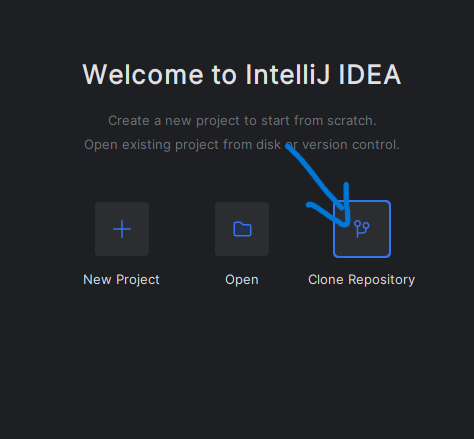 Welcome to IntelliJ IDEA
Create a new project to start from scratch.
Open existing project from disk or version control.
New Project
Open
Clone Repository